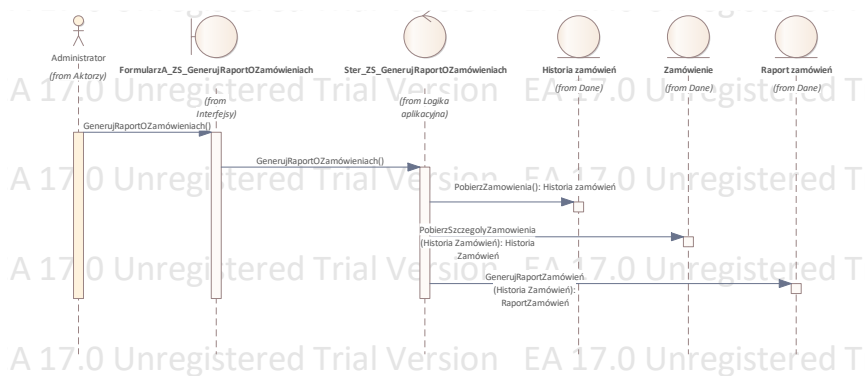 Administrator
(from Aktorzy)
FormularzA_ZS_GenerujRaportOZamówieniach
(from
Interfejsy)
Ster_ZS_GenerujRaportOZamówieniach
(from Logika
aplikacyjna)
Historia zamówień
(from Dane)
Zamówienie
(from Dane)
Raport zamówień
(from Dane)
A 17.0 Unregistered Trial Version EA 17.0 Unregistered T
GenerujRaportOZamówieniach()
GenerujRaportOZamówieniach()
A 17.0 Unregistered Trial Version EA 17.0 Unregistered T
PobierzZamowienia(): Historia zamówień
PobierzSzczegolyZamowienia
(Historia Zamówień): Historia
Zamówień
A 17.0 Unregistered Trial Version EA 17.0 Unregistered T
GenerujRaportZamówień
(Historia Zamówień):
RaportZamówień
A 17.0 Unregistered Trial Version EA 17.0 Unregistered T